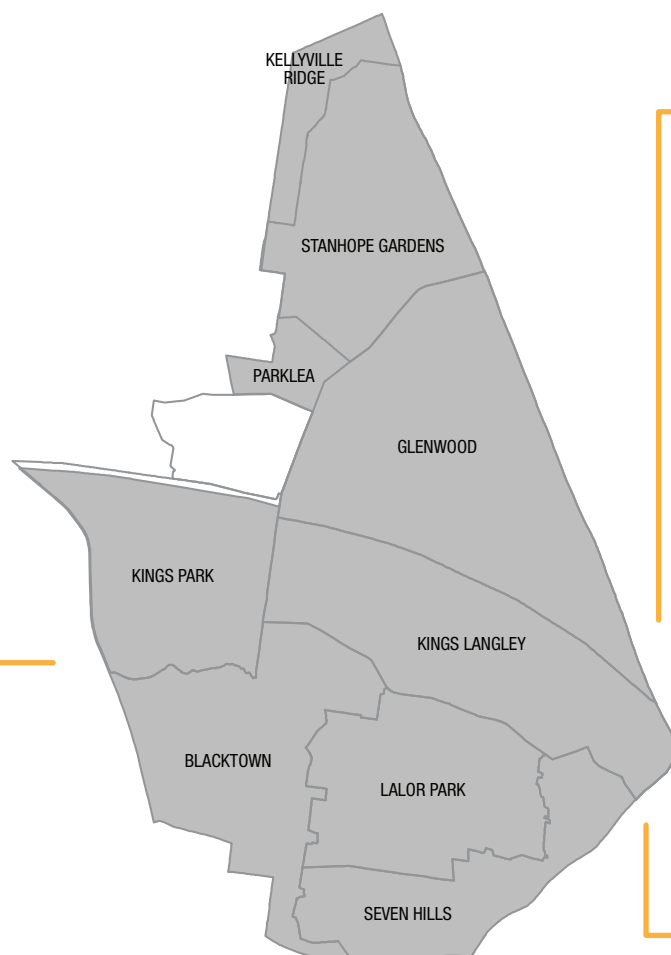 KELLYVILLE
RIDGE
STANHOPE GARDENS
PARKLEA
GLENWOOD
KINGS PARK
KINGS LANGLEY
BLACKTOWN
LALOR PARK
SEVEN HILLS